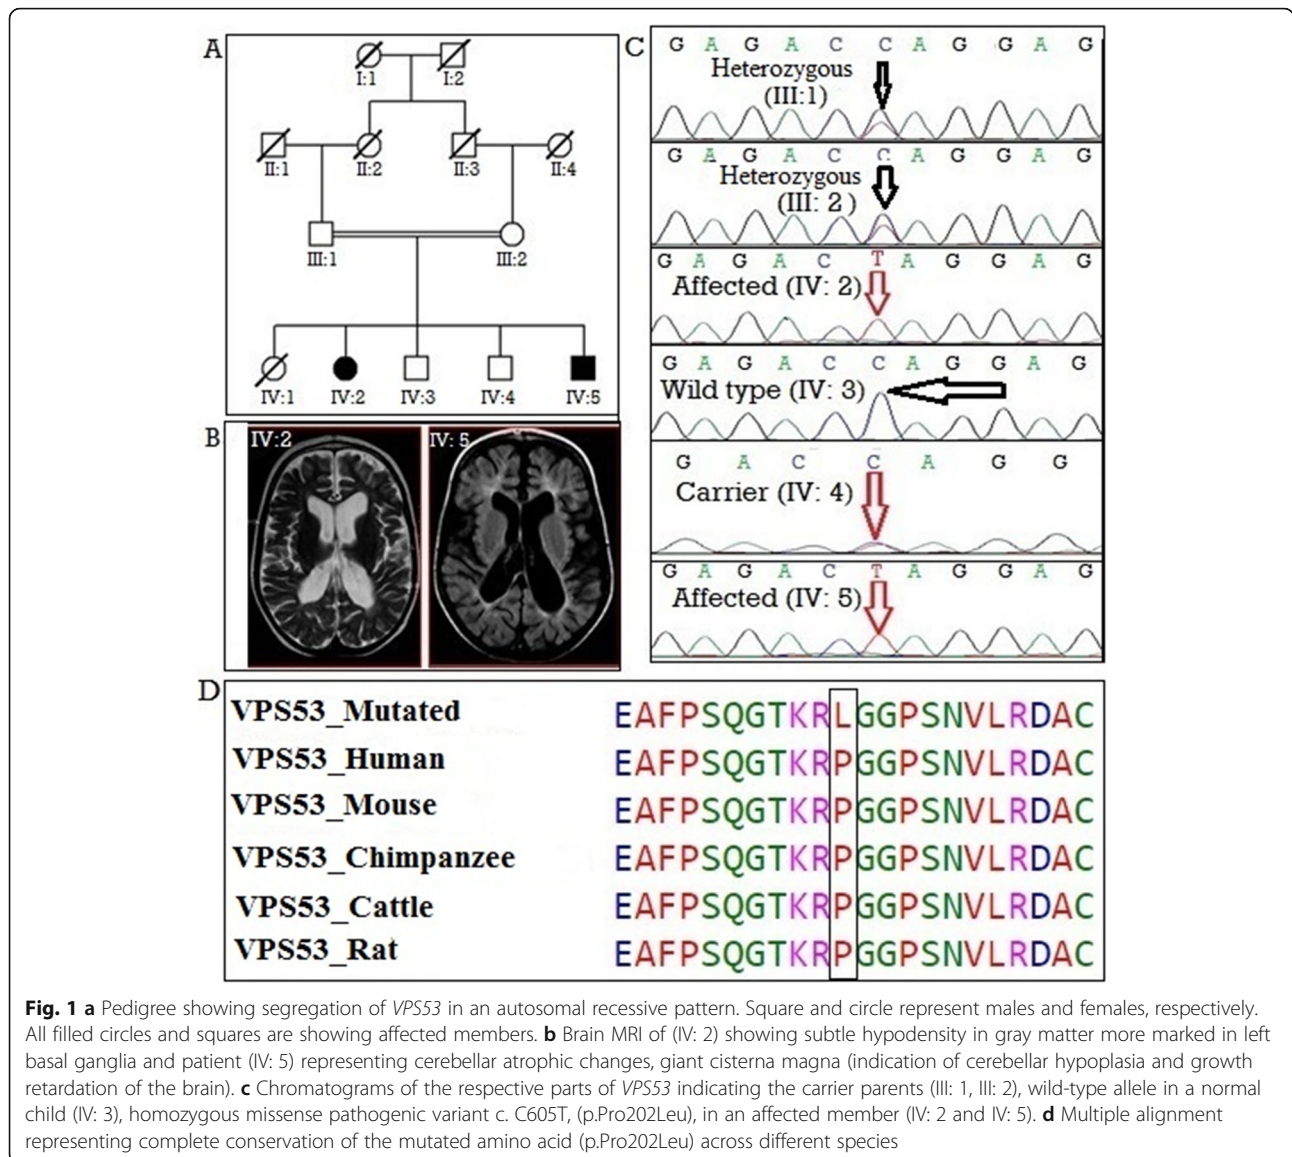 A
I:1
I:2
II:1
II:2
II:3
II:4
III:1
III:2
IV:1
IV:2
IV:3
IV:4
IV:5
B
IV:2
IV: 5
C
G A G A C C A G G A G
Heterozygous
(III:1)
G A G A C C A G G A G
Heterozygous
(III: 2 )
G A G A C T A G G A G
Affected (IV: 2)
G A G A C C A G G A G
Wild type (IV: 3)
G A C C A G G
Carrier (IV: 4)
G A G A C T A G G A G
Affected (IV: 5)
D
VPS53_Mutated EAFPSQGTKRLGGPSNVLRDAC
VPS53_Human EAFPSQGTKRPGGPSNVLRDAC
VPS53_Mouse EAFPSQGTKRPGGPSNVLRDAC
VPS53_Chimpanzee EAFPSQGTKRPGGPSNVLRDAC
VPS53_Cattle EAFPSQGTKRPGGPSNVLRDAC
VPS53_Rat EAFPSQGTKRPGGPSNVLRDAC
Fig. 1 a Pedigree showing segregation of VPS53 in an autosomal recessive pattern. Square and circle represent males and females, respectively.
All filled circles and squares are showing affected members. b Brain MRI of (IV: 2) showing subtle hypodensity in gray matter more marked in left
basal ganglia and patient (IV: 5) representing cerebellar atrophic changes, giant cisterna magna (indication of cerebellar hypoplasia and growth
retardation of the brain). c Chromatograms of the respective parts of VPS53 indicating the carrier parents (III: 1, III: 2), wild-type allele in a normal
child (IV: 3), homozygous missense pathogenic variant c. C605T, (p.Pro202Leu), in an affected member (IV: 2 and IV: 5). d Multiple alignment
representing complete conservation of the mutated amino acid (p.Pro202Leu) across different species